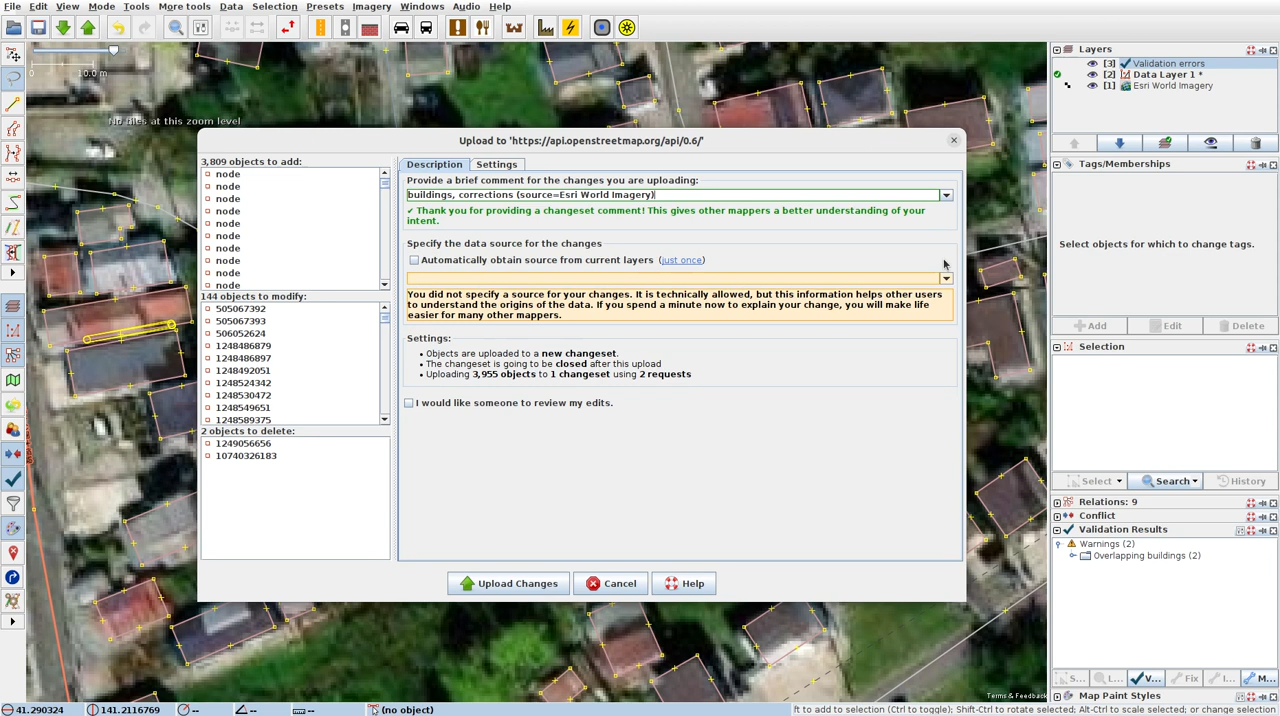 File Edit View Mode Tools More tools Data Selection Presets Imagery Windows Audio Help
0 10.0 m
No tiles at this zoom level
Upload to 'https://api.openstreetmap.org/api/0.6/'
3,809 objects to add:
node
node
node
node
node
node
node
node
node
node
144 objects to modify:
505067392
505067393
506052624
1248486879
1248486897
1248492051
1248524342
1248530472
1248549651
1248589375
2 objects to delete:
1249056656
10740326183
Description Settings
Provide a brief comment for the changes you are uploading:
buildings, corrections (source=Esri World Imagery)
✔ Thank you for providing a changeset comment! This gives other mappers a better understanding of your
intent.
Specify the data source for the changes
Automatically obtain source from current layers (just once)
You did not specify a source for your changes. It is technically allowed, but this information helps other users
to understand the origins of the data. If you spend a minute now to explain your change, you will make life
easier for many other mappers.
Settings:
• Objects are uploaded to a new changeset.
• The changeset is going to be closed after this upload
• Uploading 3,955 objects to 1 changeset using 2 requests
I would like someone to review my edits.
Upload Changes Cancel Help
Layers
[3] Validation errors
[2] Data Layer 1 *
[1] Esri World Imagery
Tags/Memberships
Select objects for which to change tags.
Add Edit Delete
Selection
Select Search History
Relations: 9
Conflict
Validation Results
Warnings (2)
Overlapping buildings (2)
S... L... V... Fix I... M...
Map Paint Styles
Terms & Feedback
41.290324 141.2116769 -- -- -- (no object) ft to add to selection (Ctrl to toggle); Shift-Ctrl to rotate selected; Alt-Ctrl to scale selected; or change selection